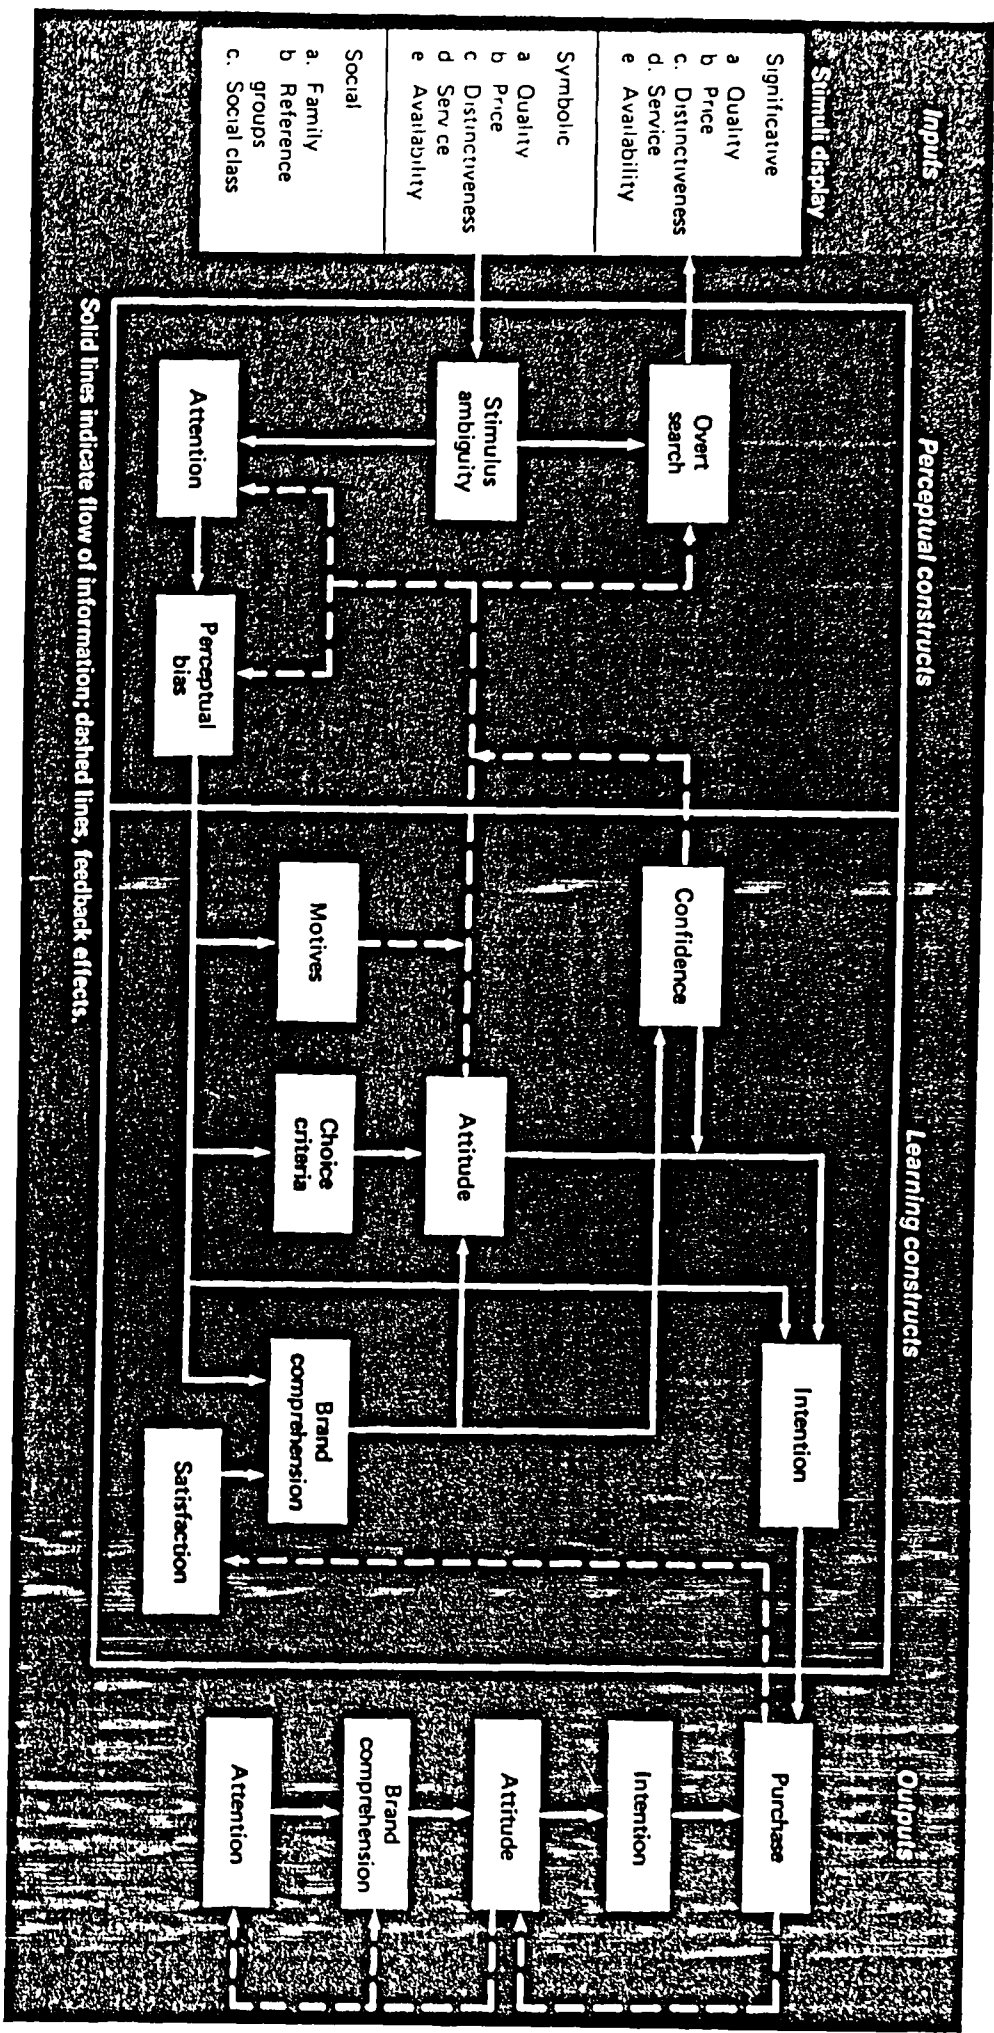 Inputs
Perceptual constructs
Learning constructs
Outputs
Stimuli display
Significative
a Quality
b Price
c. Distinctiveness
d. Service
e Availability
Symbolic
a Quality
b Price
c Distinctiveness
d Service
e Availability
Social
a. Family
b Reference
groups
c. Social class
Overt
search
Stimulus
ambiguity
Attention
Perceptual
bias
Confidence
Motives
Choice
criteria
Attitude
Intention
Brand
comprehension
Satisfaction
Purchase
Intention
Attitude
Brand
comprehension
Attention
Solid lines indicate flow of information; dashed lines, feedback effects.